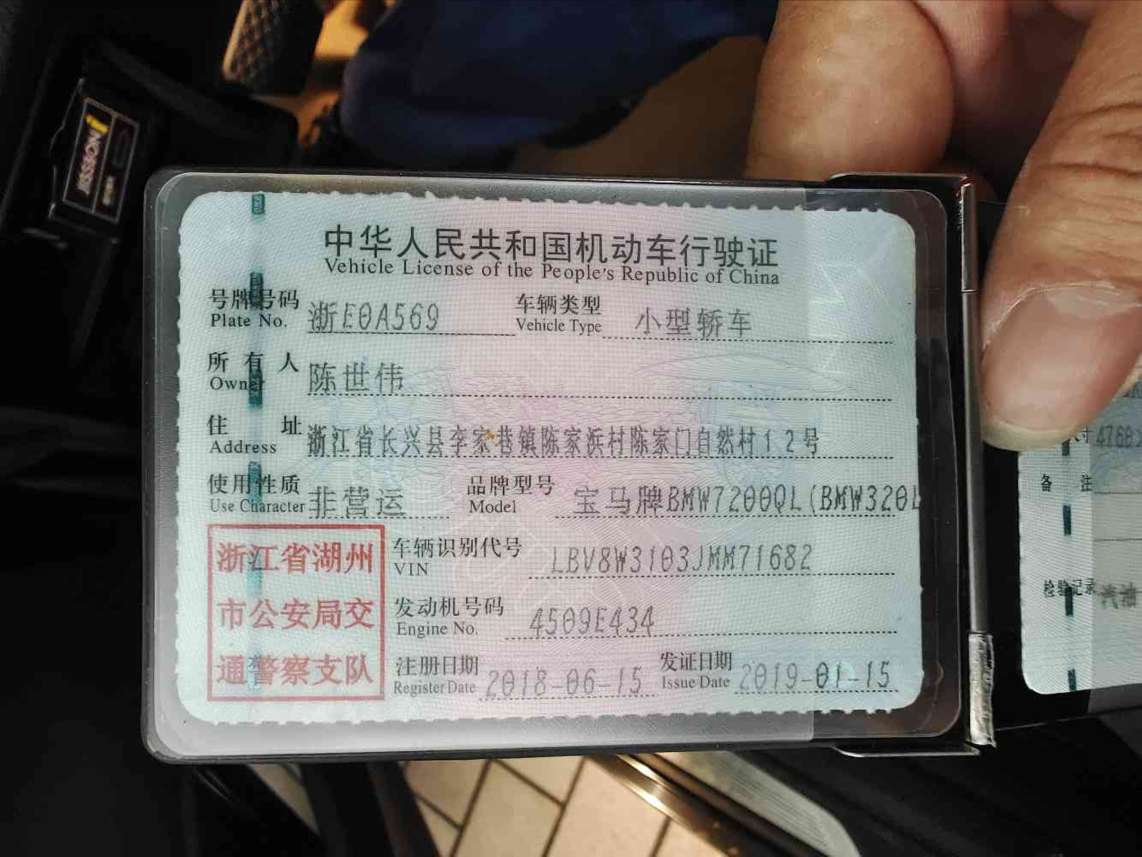 中华人民共和国机动车行驶证
Vehicle License of the People's Republic of China
号牌号码 浙E0A569 车辆类型 小型轿车
Plate No. Vehicle Type
所有人 陈世伟
Owner
住址 浙江省长兴县李家巷镇陈家浜村陈家门自然村12号
Address
使用性质 非营运 品牌型号 宝马牌BMW7200QL(BMW320L
Use Character Model
浙江省湖州
市公安局交
通警察支队
车辆识别代号 LBV8W3103JMM71682
VIN
发动机号码 4509E434
Engine No.
注册日期 2018-06-15 发证日期 2019-01-15
Register Date Issue Date
寸 4760
备注
检验记录 汽油